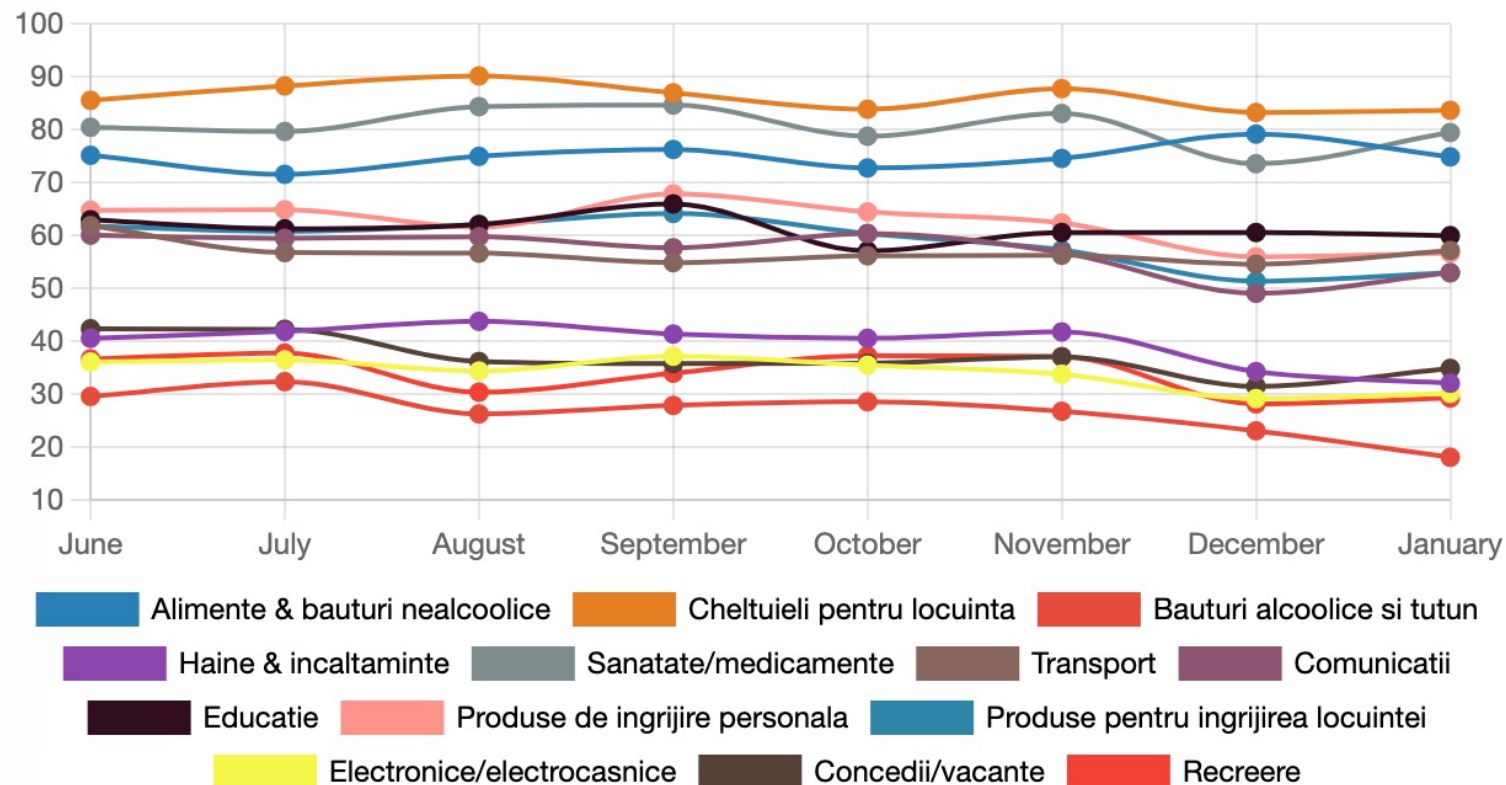 100
90
80
70
60
50
40
30
20
10
June July August September October November December January
Alimente & bauturi nealcoolice Cheltuieli pentru locuinta Bauturi alcoolice si tutun
Haine & incaltaminte Sanatate/medicamente Transport Comunicatii
Educatie Produse de ingrijire personala Produse pentru ingrijirea locuintei
Electronice/electrocasnice Concedii/vacante Recreere